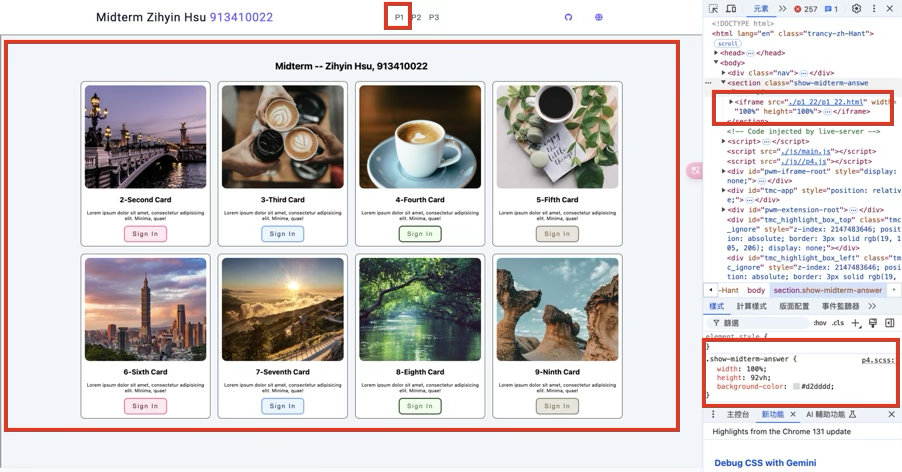 Midterm Zihyin Hsu 913410022
P1 P2 P3
Midterm -- Zihyin Hsu, 913410022
2-Second Card
Lorem ipsum dolor sit amet, consectetur adipisicing
elit. Minima, quae!
Sign In
3-Third Card
Lorem ipsum dolor sit amet, consectetur adipisicing
elit. Minima, quae!
Sign In
4-Fourth Card
Lorem ipsum dolor sit amet, consectetur adipisicing
elit. Minima, quae!
Sign In
5-Fifth Card
Lorem ipsum dolor sit amet, consectetur adipisicing
elit. Minima, quae!
Sign In
6-Sixth Card
Lorem ipsum dolor sit amet, consectetur adipisicing
elit. Minima, quae!
Sign In
7-Seventh Card
Lorem ipsum dolor sit amet, consectetur adipisicing
elit. Minima, quae!
Sign In
8-Eighth Card
Lorem ipsum dolor sit amet, consectetur adipisicing
elit. Minima, quae!
Sign In
9-Ninth Card
Lorem ipsum dolor sit amet, consectetur adipisicing
elit. Minima, quae!
Sign In
元素 257 1
<!DOCTYPE html>
<html lang="en" class="trancy-zh-Hant">
scroll
<head> </head>
<body>
<div class="nav"> </div>
<section class="show-midterm-answe
<iframe src="./p1_22/p1_22.html" width=
"100%" height="100%"> </iframe>
</section>
<!-- Code injected by live-server -->
<script> </script>
<script src="./js/main.js"></script>
<script src="./js//p4.js"></script>
<div id="pwm-iframe-root" style="display:
none;"> </div>
<div id="tmc-app" style="position: relativ
e;"> </div>
<div id="pwm-extension-root"> </div>
<div id="tmc_highlight_box_top" class="tmc
_ignore" style="z-index: 2147483646; posit
ion: absolute; border: 3px solid rgb(19, 1
05, 206); display: none;"></div>
<div id="tmc_highlight_box_left" class="tm
c_ignore" style="z-index: 2147483646; posi
tion: absolute; border: 3px solid rgb(19,
-Hant body section.show-midterm-answer
樣式 計算樣式 版面配置 事件監聽器
篩選 :hov .cls
element.style {
}
.show-midterm-answer { p4.scss:
width: 100%;
height: 92vh;
background-color: #d2dddd;
}
主控台 新功能 AI 輔助功能
Highlights from the Chrome 131 update
Debug CSS with Gemini